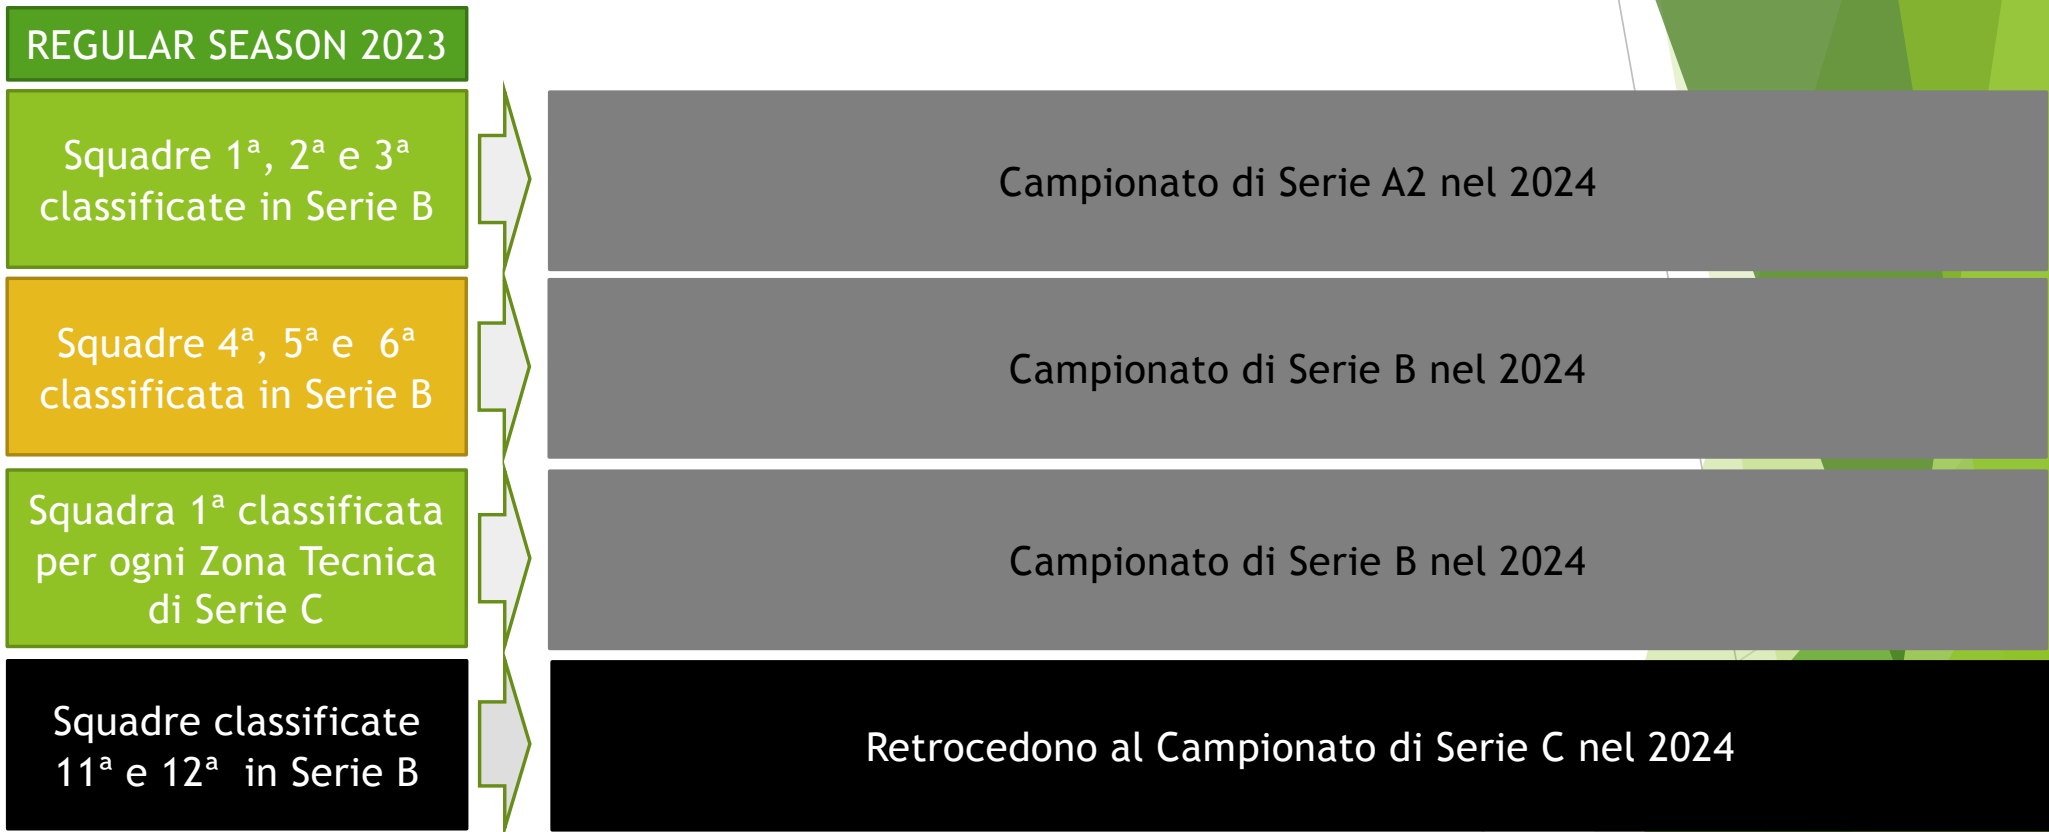 REGULAR SEASON 2023
Squadre 1ª, 2ª e 3ª
classificate in Serie B
Campionato di Serie A2 nel 2024
Squadre 4ª, 5ª e  6ª
classificata in Serie B
Campionato di Serie B nel 2024
Squadra 1ª classificata
per ogni Zona Tecnica
di Serie C
Campionato di Serie B nel 2024
Squadre classificate
11ª e 12ª  in Serie B
Retrocedono al Campionato di Serie C nel 2024